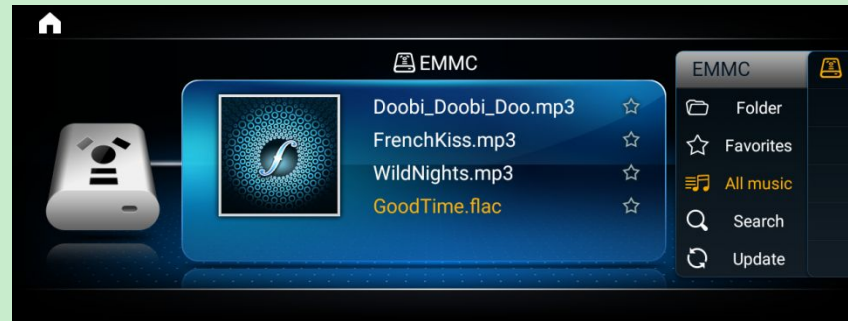 EMMC
Doobi_Doobi_Doo.mp3
FrenchKiss.mp3
WildNights.mp3
GoodTime.flac
EMMC
Folder
Favorites
All music
Search
Update